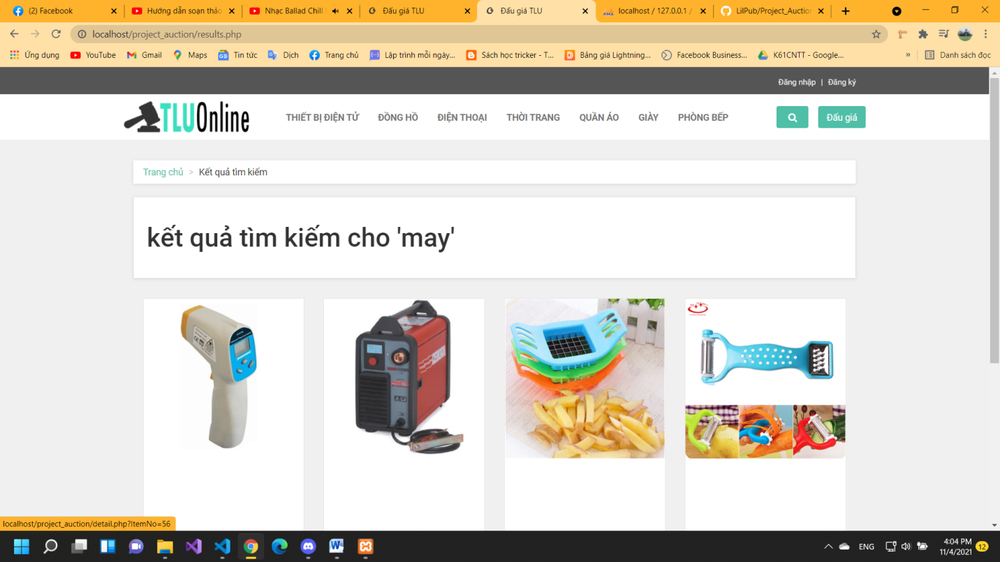 (2) Facebook
Hướng dẫn soạn thảo
Nhạc Ballad Chill
Đấu giá TLU
Đấu giá TLU
localhost / 127.0.0.1 /
LilPub/Project_Auction
localhost/project_auction/results.php
Ứng dụng
YouTube
Gmail
Maps
Tin tức
Dịch
Trang chủ
Lập trình mỗi ngày...
Sách học tricker - T...
Bảng giá Lightning...
Facebook Business...
K61CNTT - Google...
»
Danh sách đọc
Đăng nhập | Đăng ký
TLUOnline
THIẾT BỊ ĐIỆN TỬ
ĐỒNG HỒ
ĐIỆN THOẠI
THỜI TRANG
QUẦN ÁO
GIÀY
PHÒNG BẾP
Đấu giá
Trang chủ > Kết quả tìm kiếm
kết quả tìm kiếm cho 'may'
localhost/project_auction/detail.php?ItemNo=56
ENG
4:04 PM
11/4/2021
12